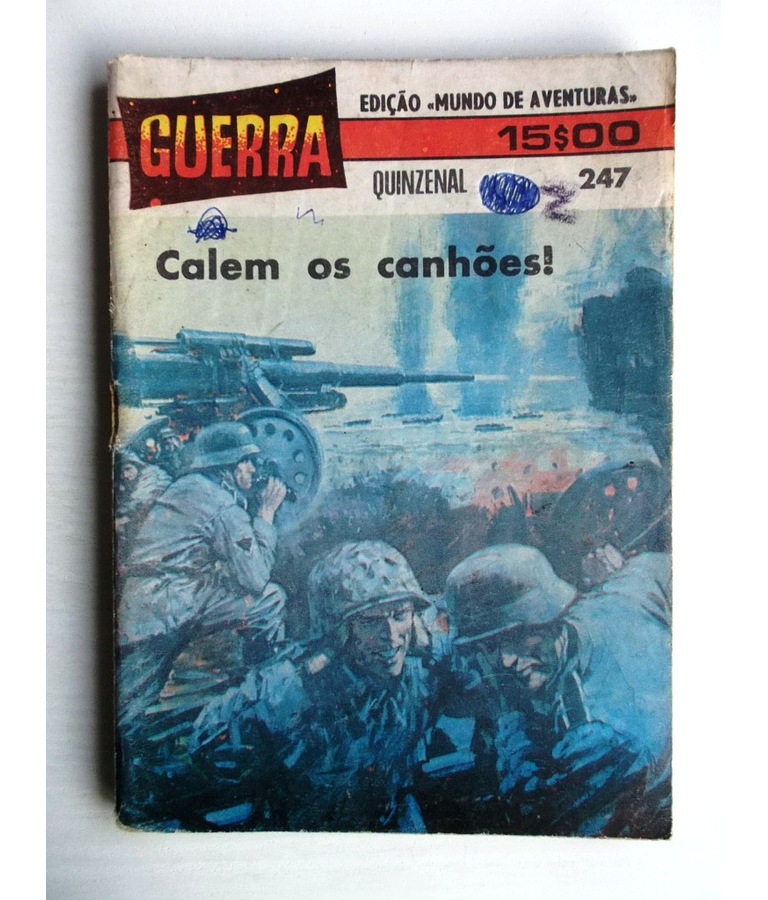 EDIÇÃO «MUNDO DE AVENTURAS»
GUERRA
15$00
QUINZENAL 247
Calem os canhões!